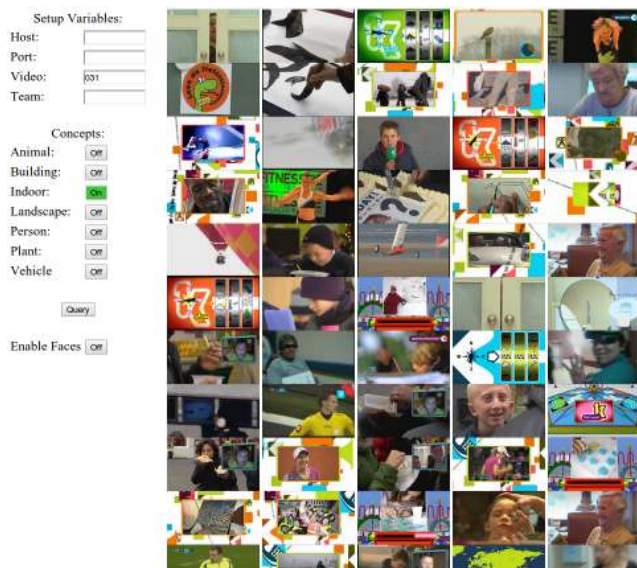 Setup Variables:
Host:
Port:
Video: 031
Team:
Concepts:
Animal: Off
Building: Off
Indoor: On
Landscape: Off
Person: Off
Plant: Off
Vehicle Off
Query
Enable Faces Off
FITNESS